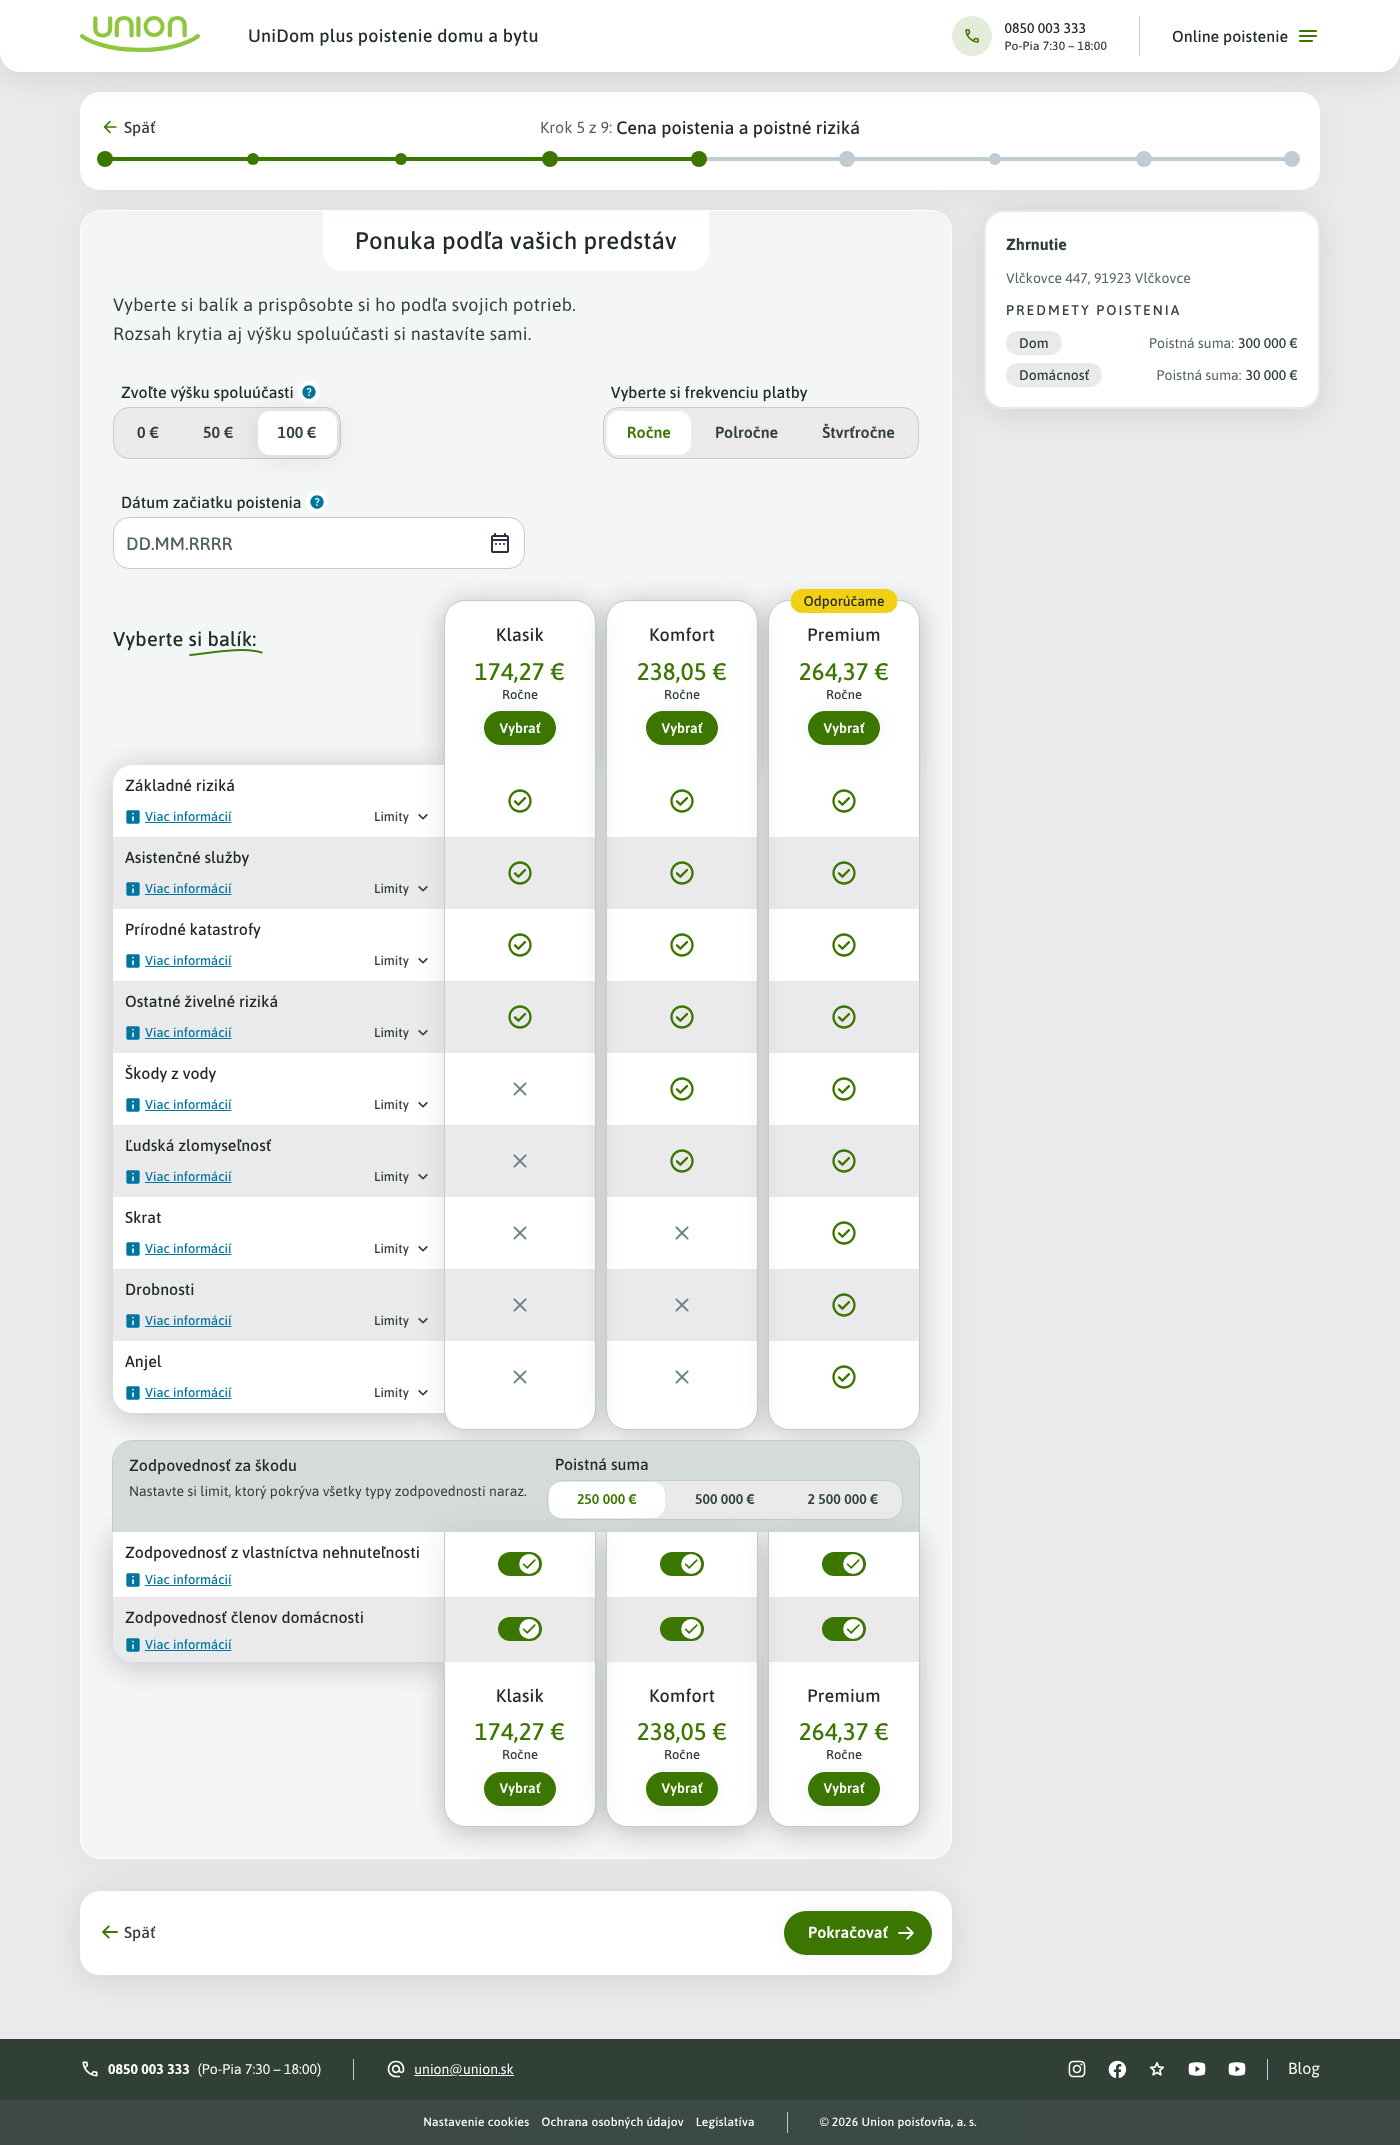 union
UniDom plus poistenie domu a bytu
0850 003 333
Po-Pia 7:30 – 18:00
Online poistenie
Späť
Krok 5 z 9: Cena poistenia a poistné riziká
Ponuka podľa vašich predstáv
Vyberte si balík a prispôsobte si ho podľa svojich potrieb.
Rozsah krytia aj výšku spoluúčasti si nastavíte sami.
Zvoľte výšku spoluúčasti ?
0 € 50 € 100 €
Vyberte si frekvenciu platby
Ročne Polročne Štvrťročne
Dátum začiatku poistenia ?
DD.MM.RRRR
Zhrnutie
Vlčkovce 447, 91923 Vlčkovce
PREDMETY POISTENIA
Dom Poistná suma: 300 000 €
Domácnosť Poistná suma: 30 000 €
Odporúčame
Vyberte si balík:
Klasik Komfort Premium
174,27 € 238,05 € 264,37 €
Ročne Ročne Ročne
Vybrať Vybrať Vybrať
Základné riziká
Viac informácií Limity
Asistenčné služby
Viac informácií Limity
Prírodné katastrofy
Viac informácií Limity
Ostatné živelné riziká
Viac informácií Limity
Škody z vody
Viac informácií Limity
Ľudská zlomyseľnosť
Viac informácií Limity
Skrat
Viac informácií Limity
Drobnosti
Viac informácií Limity
Anjel
Viac informácií Limity
Zodpovednosť za škodu
Nastavte si limit, ktorý pokrýva všetky typy zodpovednosti naraz.
Poistná suma
250 000 € 500 000 € 2 500 000 €
Zodpovednosť z vlastníctva nehnuteľnosti
Viac informácií
Zodpovednosť členov domácnosti
Viac informácií
Klasik Komfort Premium
174,27 € 238,05 € 264,37 €
Ročne Ročne Ročne
Vybrať Vybrať Vybrať
Späť
Pokračovať
0850 003 333 (Po-Pia 7:30 – 18:00)
union@union.sk
Blog
Nastavenie cookies Ochrana osobných údajov Legislatíva
© 2026 Union poisťovňa, a. s.